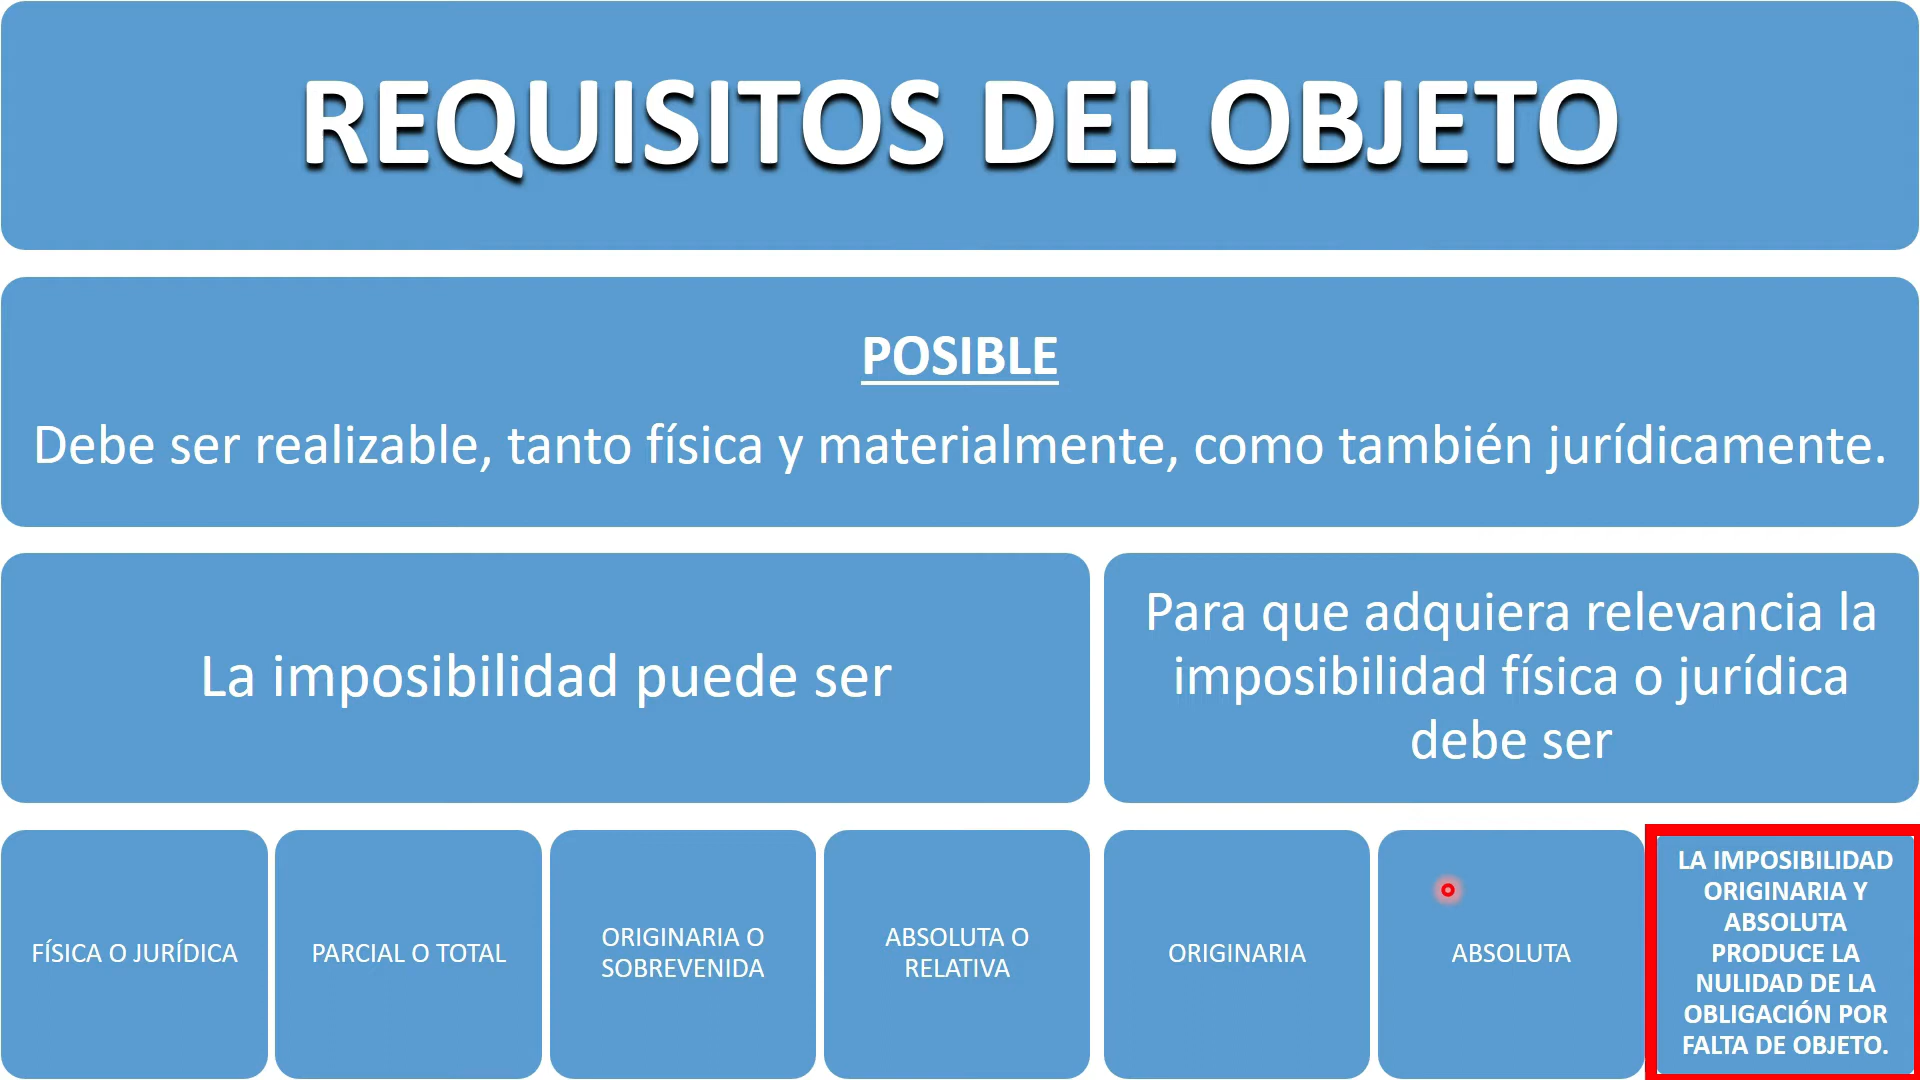 REQUISITOS DEL OBJETO
POSIBLE
Debe ser realizable, tanto física y materialmente, como también jurídicamente.
La imposibilidad puede ser
Para que adquiera relevancia la
imposibilidad física o jurídica
debe ser
FÍSICA O JURÍDICA
PARCIAL O TOTAL
ORIGINARIA O
SOBREVENIDA
ABSOLUTA O
RELATIVA
ORIGINARIA
ABSOLUTA
LA IMPOSIBILIDAD
ORIGINARIA Y
ABSOLUTA
PRODUCE LA
NULIDAD DE LA
OBLIGACIÓN POR
FALTA DE OBJETO.